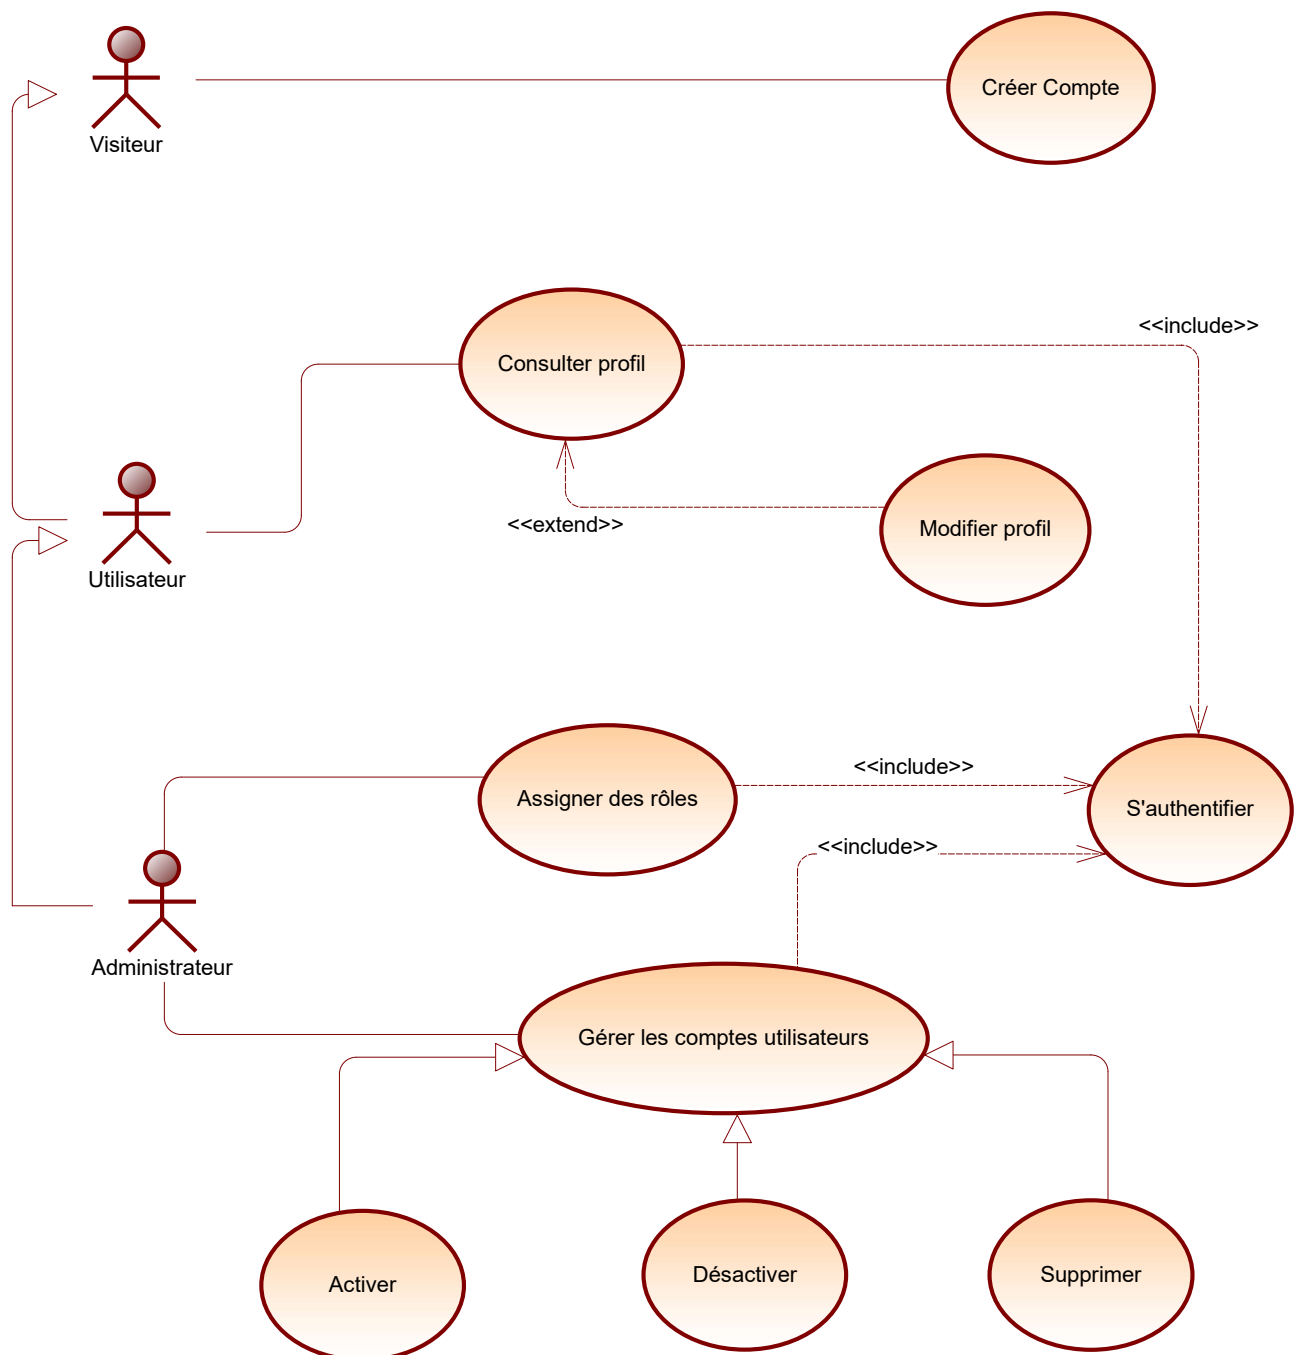 Créer Compte
Visiteur
<<include>>
Consulter profil
<<extend>>
Modifier profil
Utilisateur
<<include>>
Assigner des rôles
S'authentifier
<<include>>
Administrateur
Gérer les comptes utilisateurs
Activer
Désactiver
Supprimer